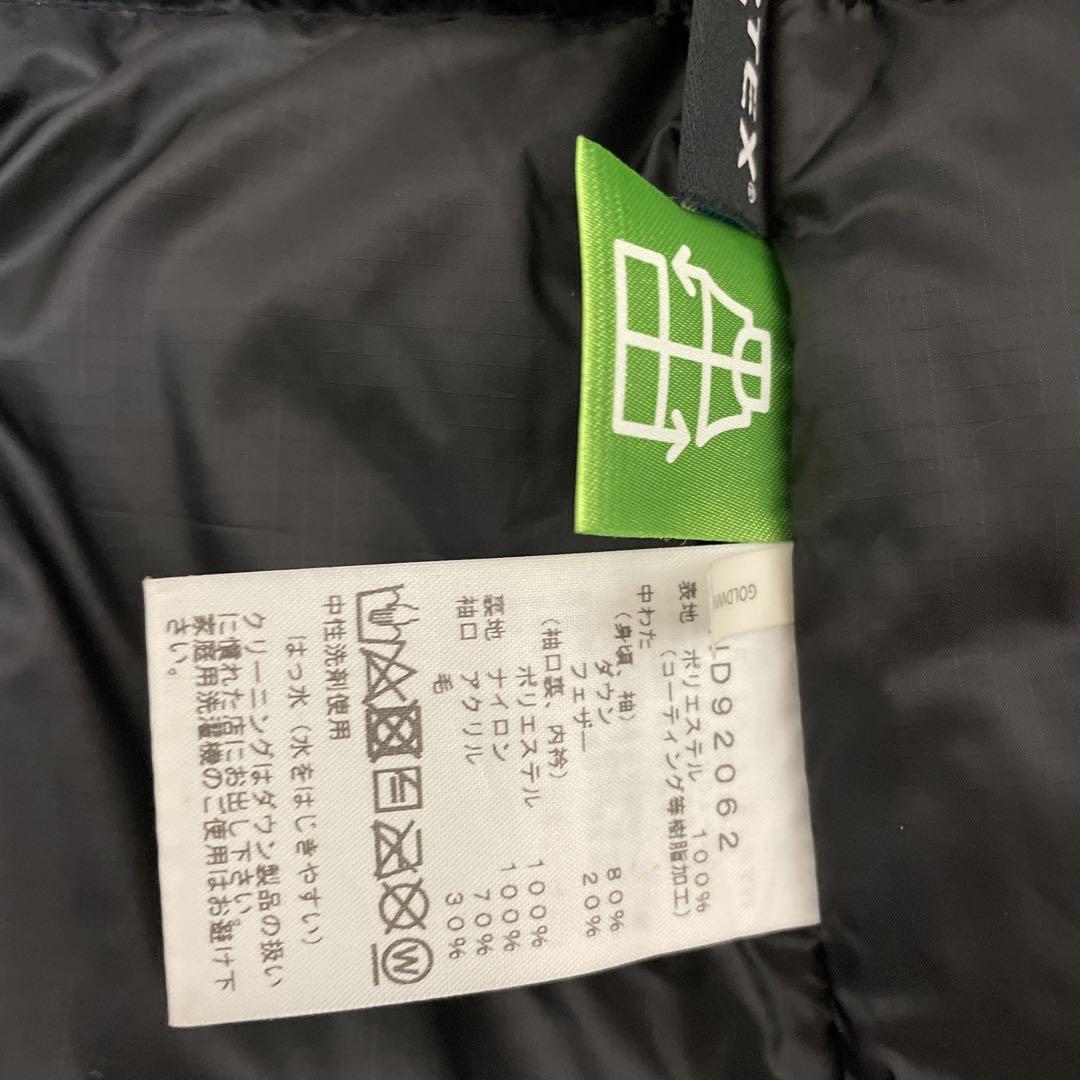 TEX®
GOLDWI
JD92062
表地 ポリエステル 100%
(コーティング等樹脂加工)
中わた
(身頃、袖)
ダウン 80%
フェザー 20%
(袖口裏、内衿)
ポリエステル 100%
裏地 ナイロン 100%
袖口 アクリル 70%
毛 30%
W
中性洗剤使用
はっ水(水をはじきやすい)
クリーニングはダウン製品の扱い
に慣れた店にお出し下さい。
家庭用洗濯機のご使用はお避け下
さい。